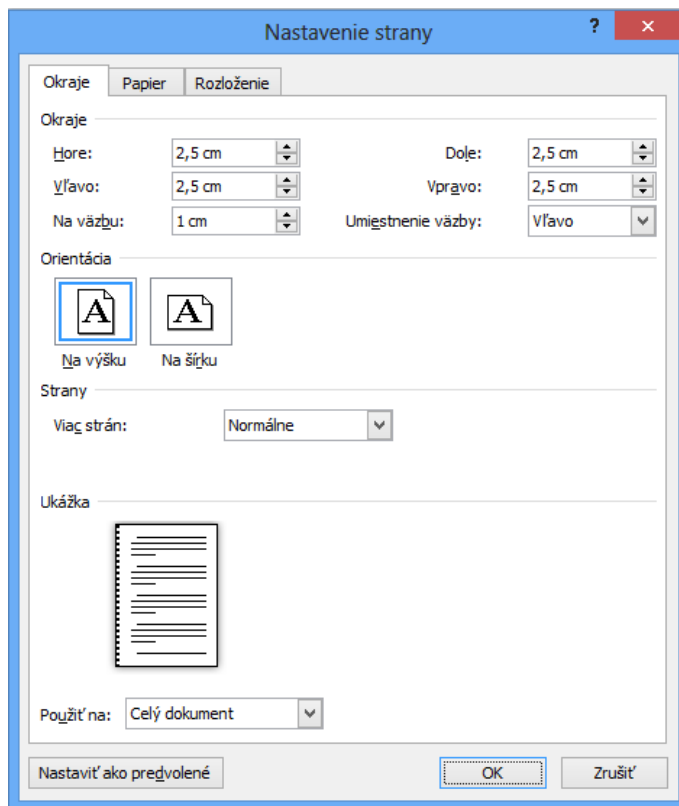 Nastavenie strany ?
Okraje Papier Rozloženie
Okraje
Hore: 2,5 cm Dole: 2,5 cm
Vľavo: 2,5 cm Vpravo: 2,5 cm
Na väzbu: 1 cm Umiestnenie väzby: Vľavo
Orientácia
A A
Na výšku Na šírku
Strany
Viac strán: Normálne
Ukážka
Použiť na: Celý dokument
Nastaviť ako predvolené OK Zrušiť